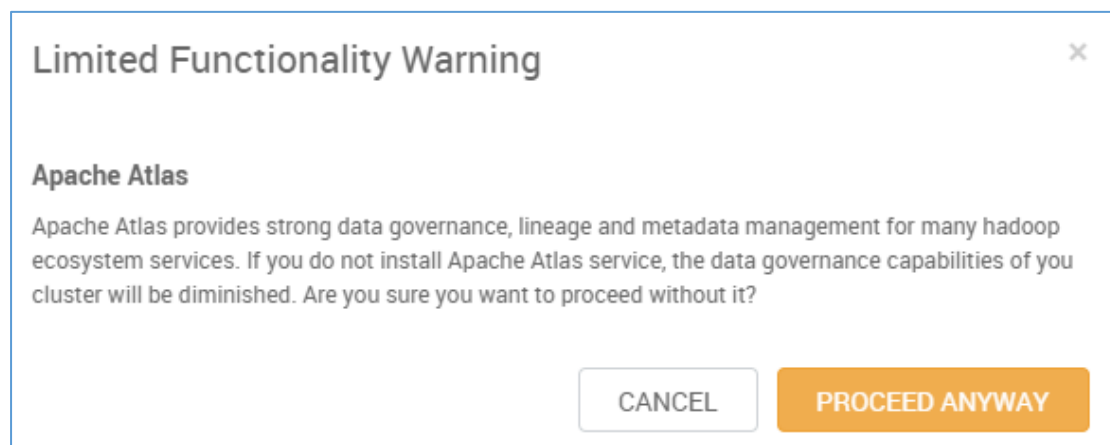 Limited Functionality Warning
×
Apache Atlas
Apache Atlas provides strong data governance, lineage and metadata management for many hadoop
ecosystem services. If you do not install Apache Atlas service, the data governance capabilities of you
cluster will be diminished. Are you sure you want to proceed without it?
CANCEL PROCEED ANYWAY